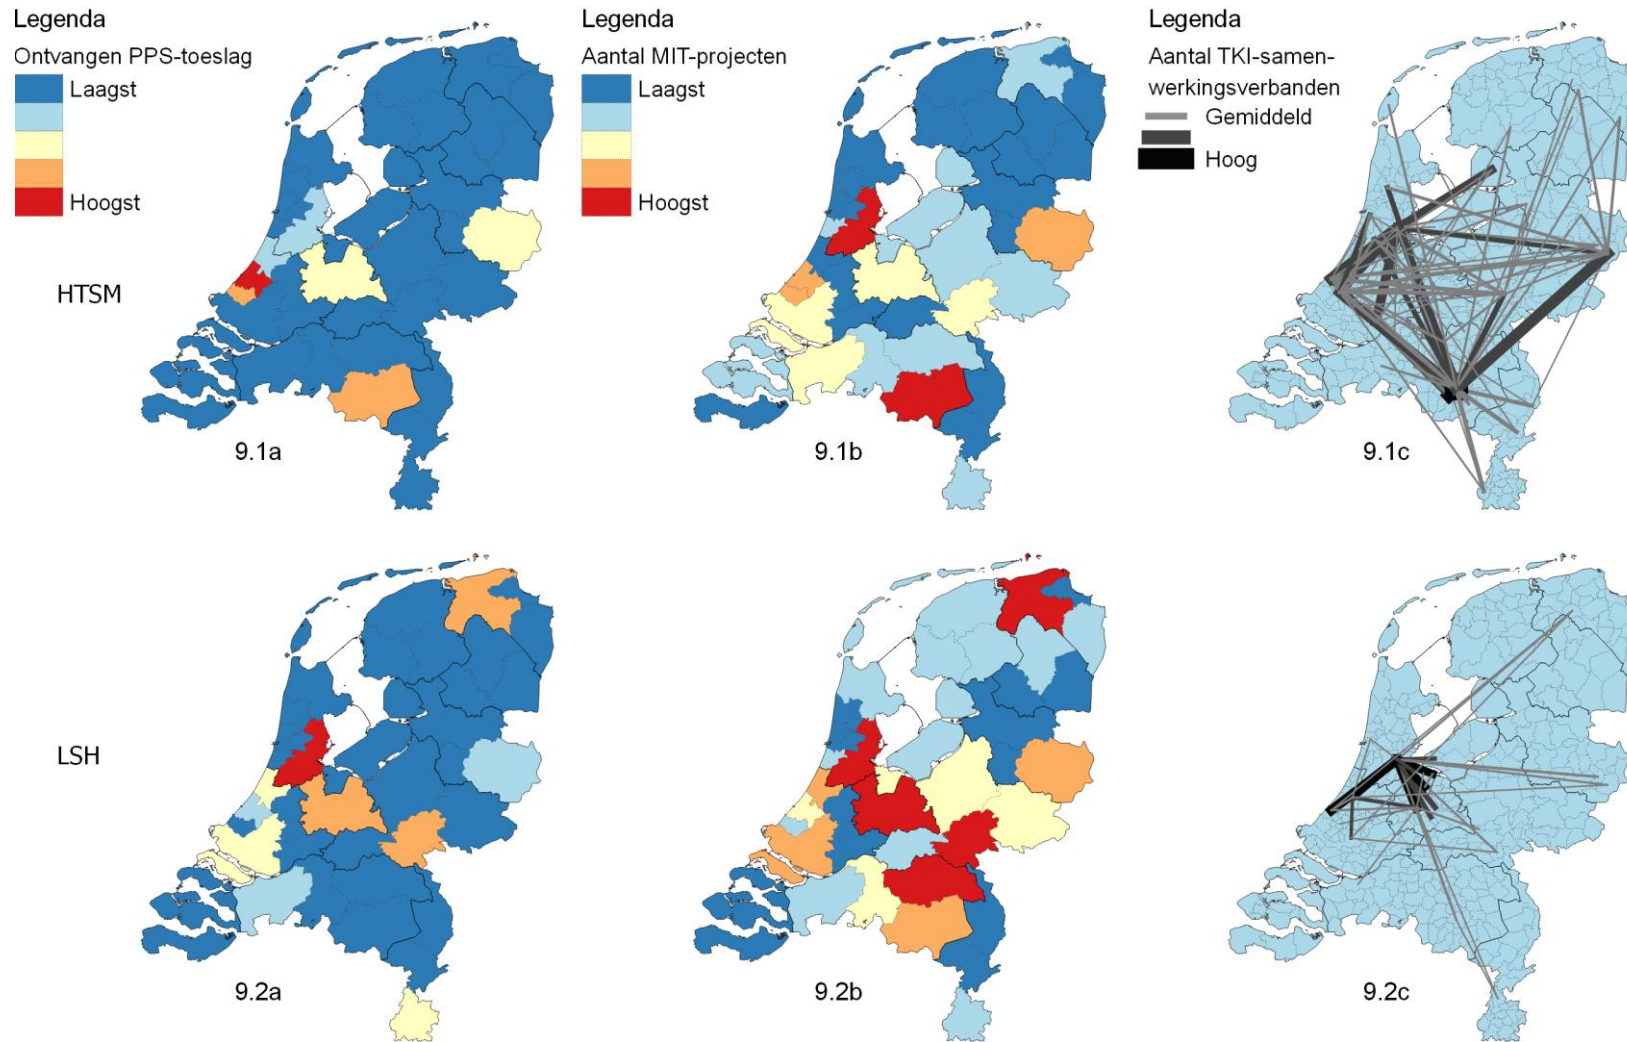 Legenda
Ontvangen PPS-toeslag
Laagst
Hoogst
HTSM
9.1a
Legenda
Aantal MIT-projecten
Laagst
Hoogst
9.1b
Legenda
Aantal TKI-samen-
werkingsverbanden
Gemiddeld
Hoog
9.1c
LSH
9.2a
9.2b
9.2c